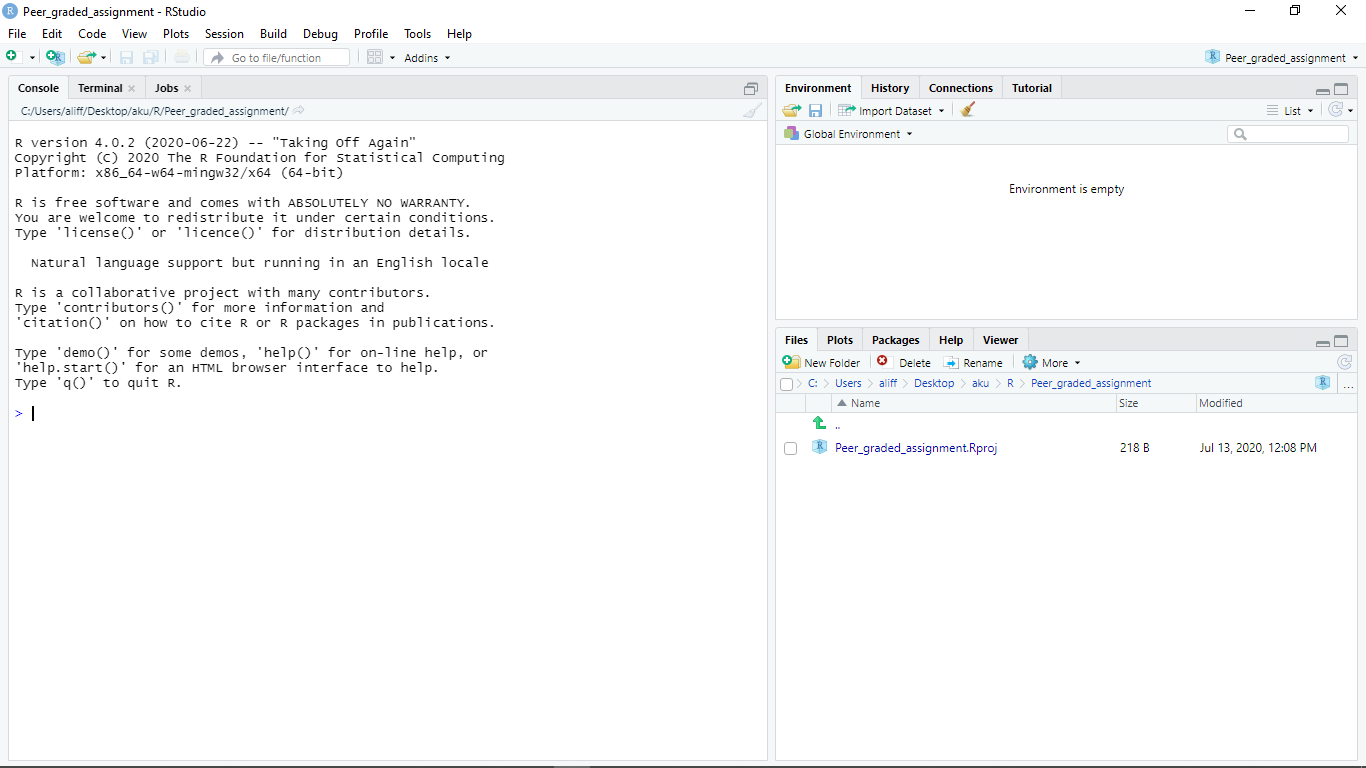 Peer_graded_assignment - RStudio
File Edit Code View Plots Session Build Debug Profile Tools Help
Go to file/function Addins Peer_graded_assignment
Console Terminal Jobs
C:/Users/aliff/Desktop/aku/R/Peer_graded_assignment/
R version 4.0.2 (2020-06-22) -- "Taking Off Again"
Copyright (C) 2020 The R Foundation for Statistical Computing
Platform: x86_64-w64-mingw32/x64 (64-bit)
R is free software and comes with ABSOLUTELY NO WARRANTY.
You are welcome to redistribute it under certain conditions.
Type 'license()' or 'licence()' for distribution details.
Natural language support but running in an English locale
R is a collaborative project with many contributors.
Type 'contributors()' for more information and
'citation()' on how to cite R or R packages in publications.
Type 'demo()' for some demos, 'help()' for on-line help, or
'help.start()' for an HTML browser interface to help.
Type 'q()' to quit R.
>
Environment History Connections Tutorial
Import Dataset List
Global Environment
Environment is empty
Files Plots Packages Help Viewer
New Folder Delete Rename More
C: Users aliff Desktop aku R Peer_graded_assignment ...
Name Size Modified
..
Peer_graded_assignment.Rproj 218 B Jul 13, 2020, 12:08 PM